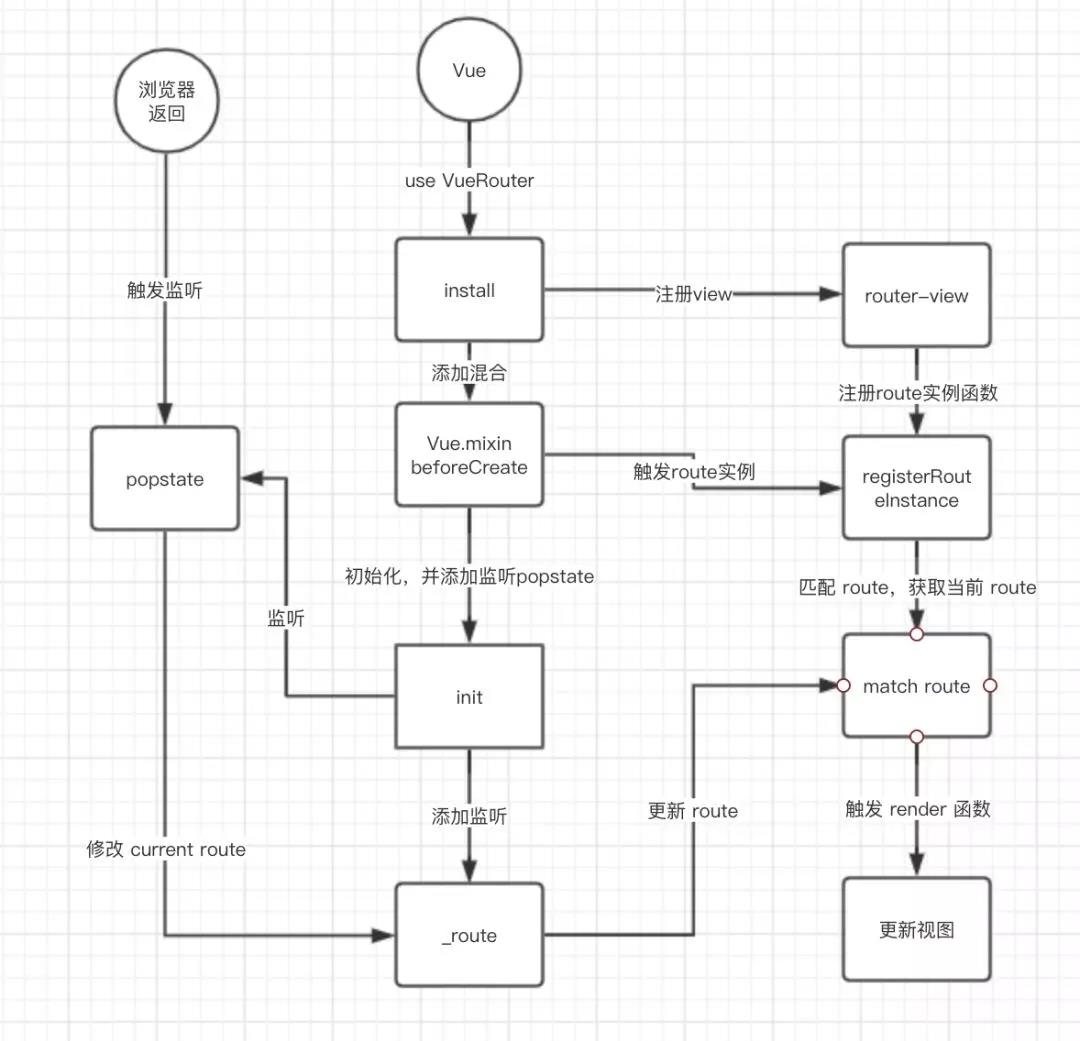 Vue
浏览器
返回
use VueRouter
触发监听
install
注册view
router-view
添加混合
注册route实例函数
Vue.mixin
beforeCreate
触发route实例
registerRout
eInstance
popstate
初始化，并添加监听popstate
匹配 route，获取当前 route
监听
init
match route
添加监听
更新 route
触发 render 函数
修改 current route
_route
更新视图